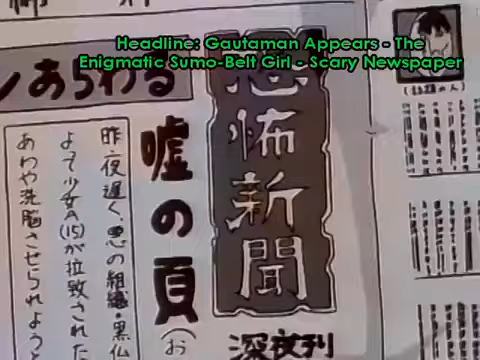 Headline: Gautaman Appears - The
Enigmatic Sumo-Belt Girl - Scary Newspaper
ンあらわる
恐怖新聞
深夜刊
嘘の頁
(お
昨夜遅く、悪の組織・黒仏
よって少女A(15)が拉致された
あわや洗脳させられようと